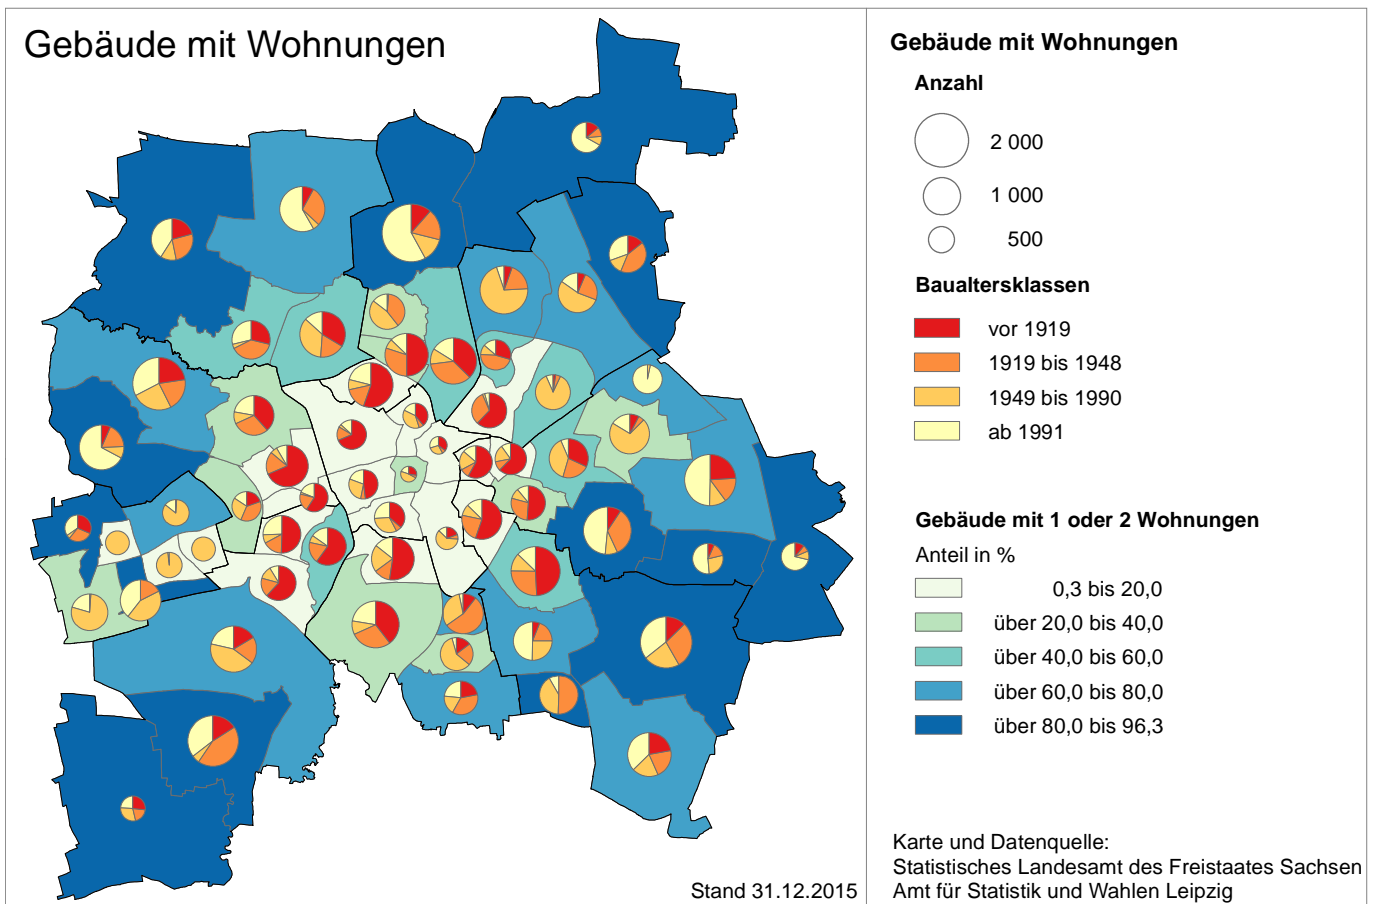 Gebäude mit Wohnungen
Stand 31.12.2015
Gebäude mit Wohnungen
Anzahl
2 000
1 000
500
Baualtersklassen
vor 1919
1919 bis 1948
1949 bis 1990
ab 1991
Gebäude mit 1 oder 2 Wohnungen
Anteil in %
0,3 bis 20,0
über 20,0 bis 40,0
über 40,0 bis 60,0
über 60,0 bis 80,0
über 80,0 bis 96,3
Karte und Datenquelle:
Statistisches Landesamt des Freistaates Sachsen
Amt für Statistik und Wahlen Leipzig